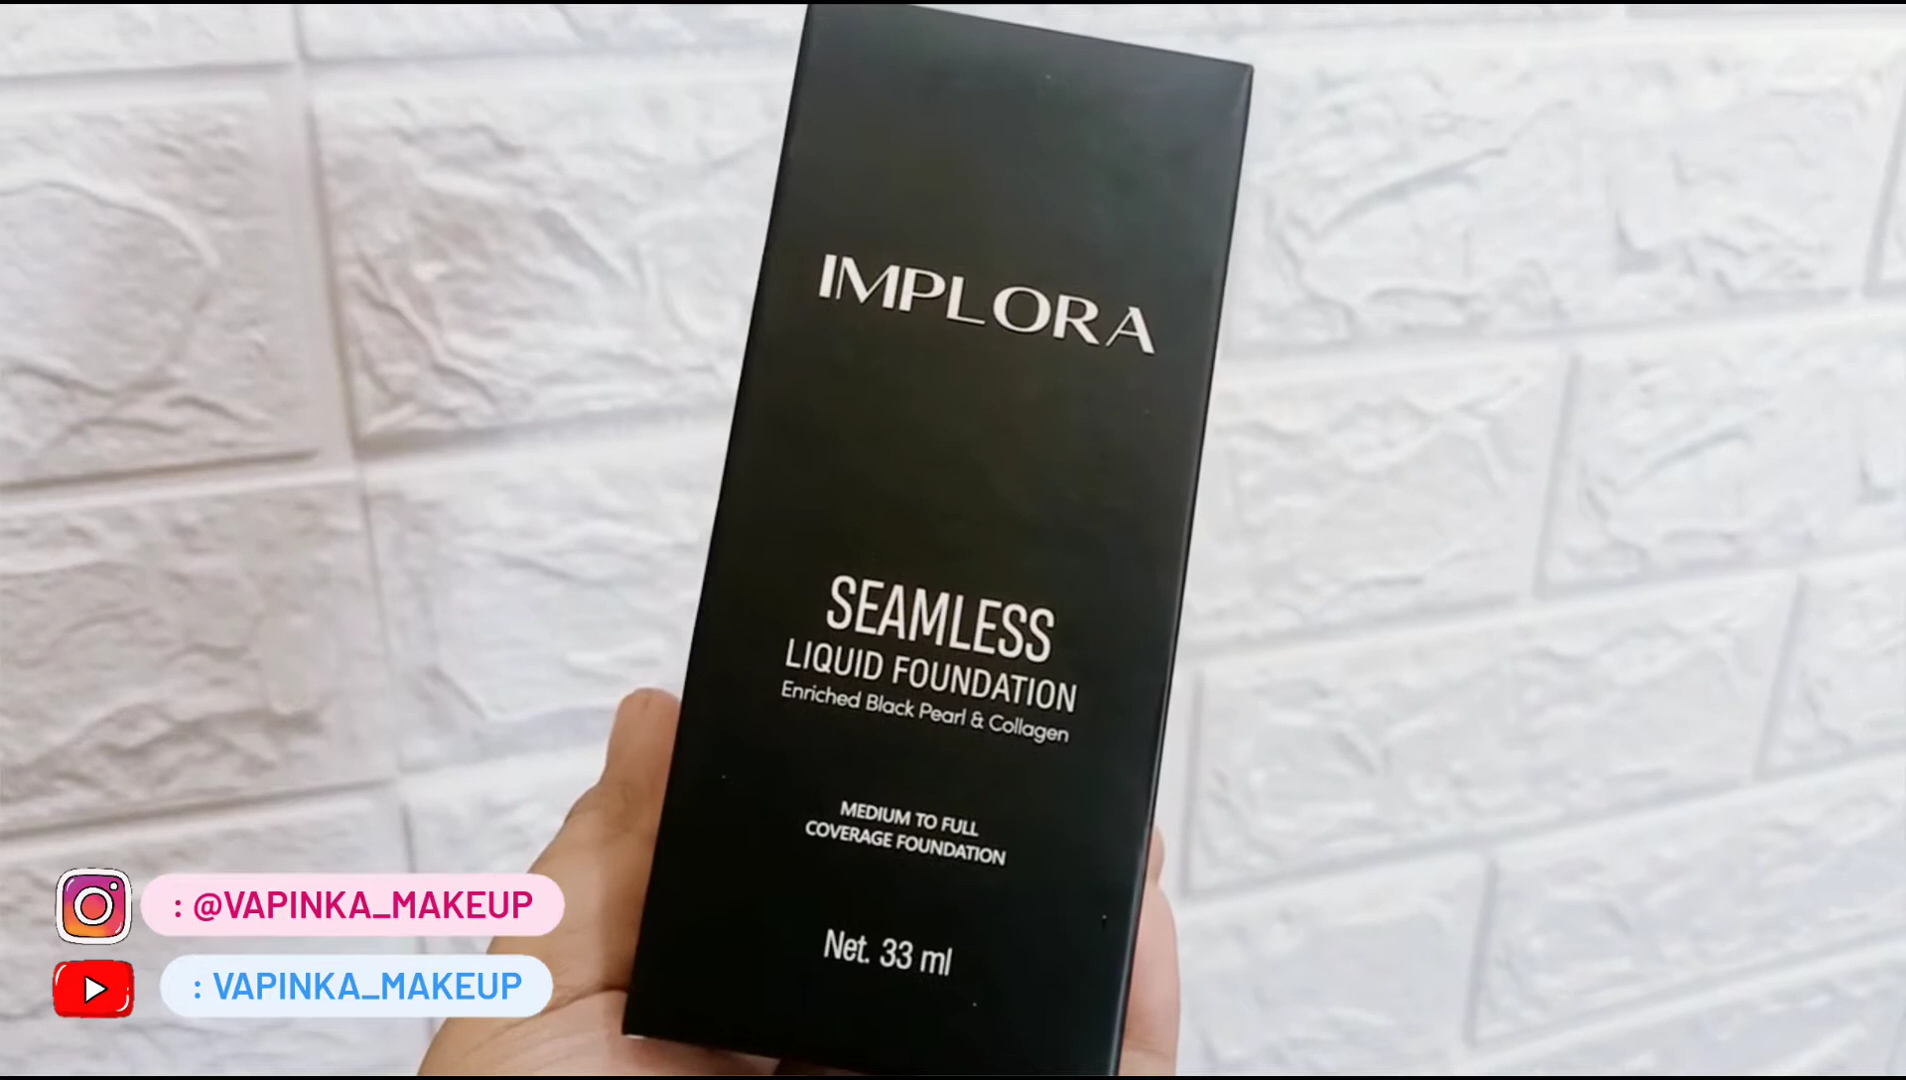 IMPLORA
SEAMLESS
LIQUID FOUNDATION
Enriched Black Pearl & Collagen
MEDIUM TO FULL
COVERAGE FOUNDATION
Net. 33 ml
: @VAPINKA_MAKEUP
: VAPINKA_MAKEUP